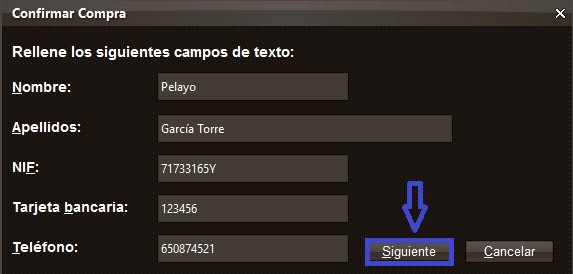 Confirmar Compra
Rellene los siguientes campos de texto:
Nombre: Pelayo
Apellidos: García Torre
NIF: 71733165Y
Tarjeta bancaria: 123456
Teléfono: 650874521 Siguiente Cancelar